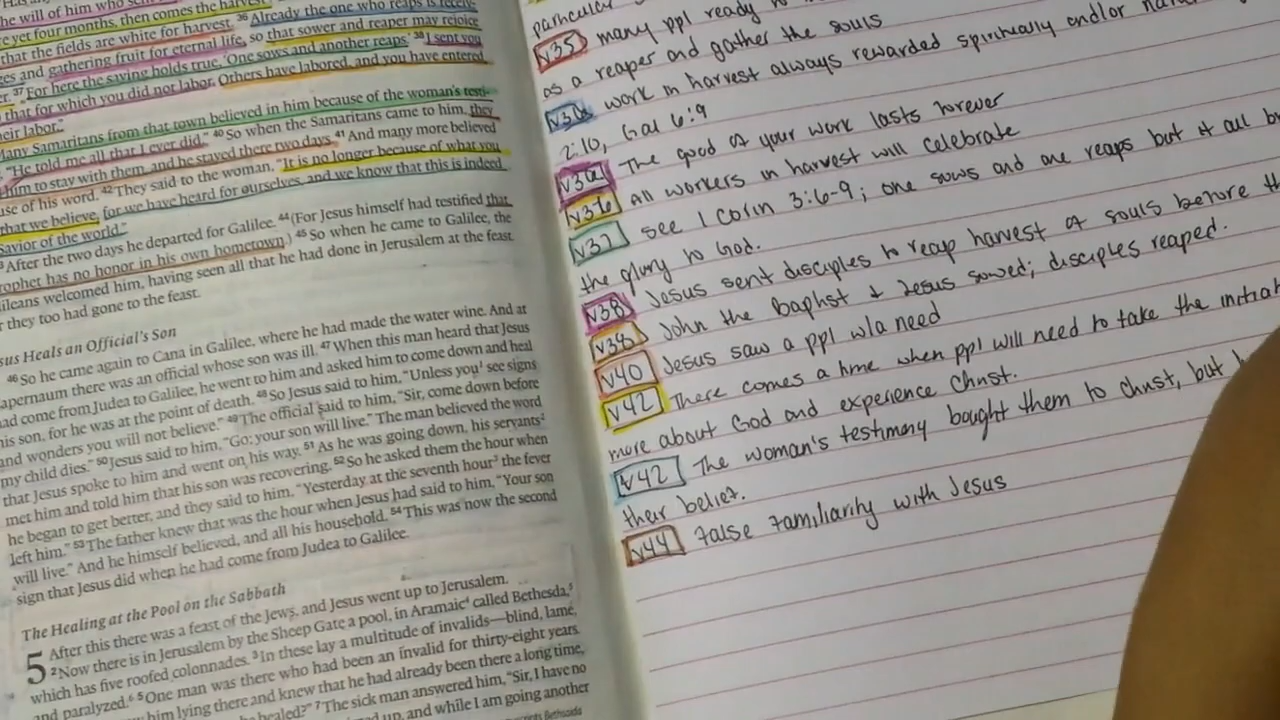 he will of him who sent
re yet four months, then comes the harvest
that the fields are white for harvest. 36 Already the one who reaps is receiv-
ges and gathering fruit for eternal life, so that sower and reaper may rejoice
er. 37 For here the saying holds true, 'One sows and another reaps.' 38 I sent you
that for which you did not labor. Others have labored, and you have entered
heir labor."
Many Samaritans from that town believed in him because of the woman's testi-
"He told me all that I ever did." 40 So when the Samaritans came to him, they
him to stay with them, and he stayed there two days. 41 And many more believed
use of his word. 42 They said to the woman, "It is no longer because of what you
that we believe, for we have heard for ourselves, and we know that this is indeed
Savior of the world."
After the two days he departed for Galilee. 44 (For Jesus himself had testified that
rophet has no honor in his own hometown.) 45 So when he came to Galilee, the
lileans welcomed him, having seen all that he had done in Jerusalem at the feast.
r they too had gone to the feast.
sus Heals an Official's Son
46 So he came again to Cana in Galilee, where he had made the water wine. And at
apernaum there was an official whose son was ill. 47 When this man heard that Jesus
ad come from Judea to Galilee, he went to him and asked him to come down and heal
his son, for he was at the point of death. 48 So Jesus said to him, "Unless you see signs
and wonders you will not believe." 49 The official said to him, "Sir, come down before
my child dies." 50 Jesus said to him, "Go; your son will live." The man believed the word
that Jesus spoke to him and went on his way. 51 As he was going down, his servants
met him and told him that his son was recovering. 52 So he asked them the hour when
he began to get better, and they said to him, "Yesterday at the seventh hour the fever
left him." 53 The father knew that was the hour when Jesus had said to him, "Your son
will live." And he himself believed, and all his household. 54 This was now the second
sign that Jesus did when he had come from Judea to Galilee.
The Healing at the Pool on the Sabbath
5 After this there was a feast of the Jews, and Jesus went up to Jerusalem.
2 Now there is in Jerusalem by the Sheep Gate a pool, in Aramaic called Bethesda,
which has five roofed colonnades. 3 In these lay a multitude of invalids—blind, lame,
and paralyzed. 5 One man was there who had been an invalid for thirty-eight years.
him lying there and knew that he had already been there a long time,
healed?" 7 The sick man answered him, "Sir, I have no
up, and while I am going another
Bethsaida
v35 many ppl ready
as a reaper and gather the souls
v36 work in harvest always rewarded spiritually and/or
2:10, Gal 6:9
v36 The good of your work lasts forever
v36 All workers in harvest will celebrate
v37 see 1 Corin 3:6-9; one sows and one reaps but it all
the glory to God.
v38 Jesus sent disciples to reap harvest of souls before
v38 John the baptist + Jesus sowed; disciples reaped.
v40 Jesus saw a ppl w/a need
v42 There comes a time when ppl will need to take the
more about God and experience Christ.
v42 The woman's testimony bought them to christ, but
their belief.
v44 False familiarity with Jesus